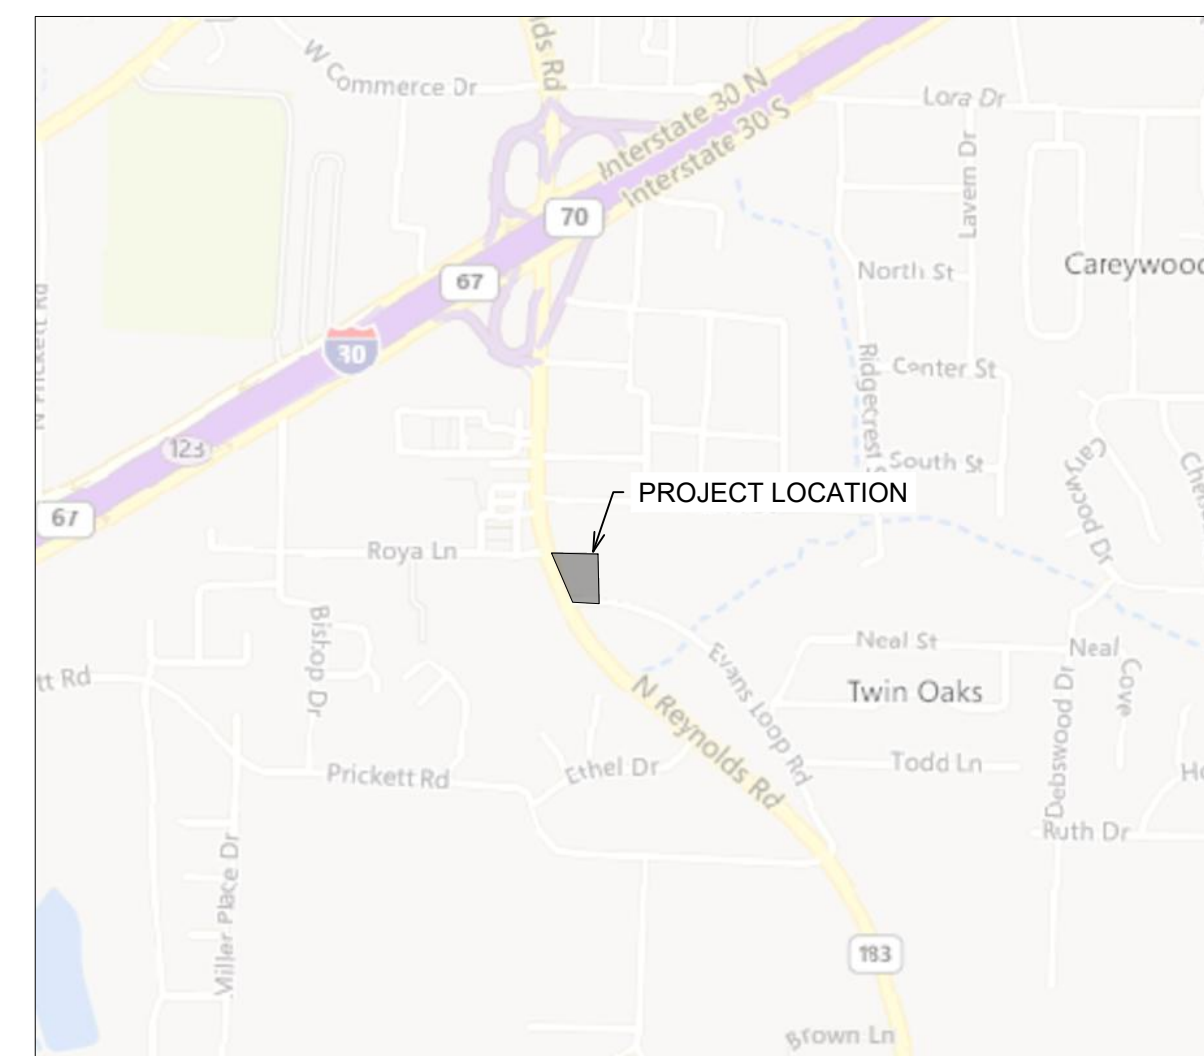 ds Rd
W Commerce Dr
Interstate 30 N
Interstate 30 S
Lora Dr
Lavern Dr
70
67
North St
Careywood
N Prickett Rd
30
Ridgecrest S
Center St
123
South St
Carywood Dr
67
PROJECT LOCATION
Roya Ln
Bishop Dr
Evans Loop Rd
Neal St
Neal
Cove
tt Rd
Twin Oaks
N Reynolds Rd
Debswood Dr
Prickett Rd
Ethel Dr
Todd Ln
Ruth Dr
Miller Place Dr
183
Brown Ln